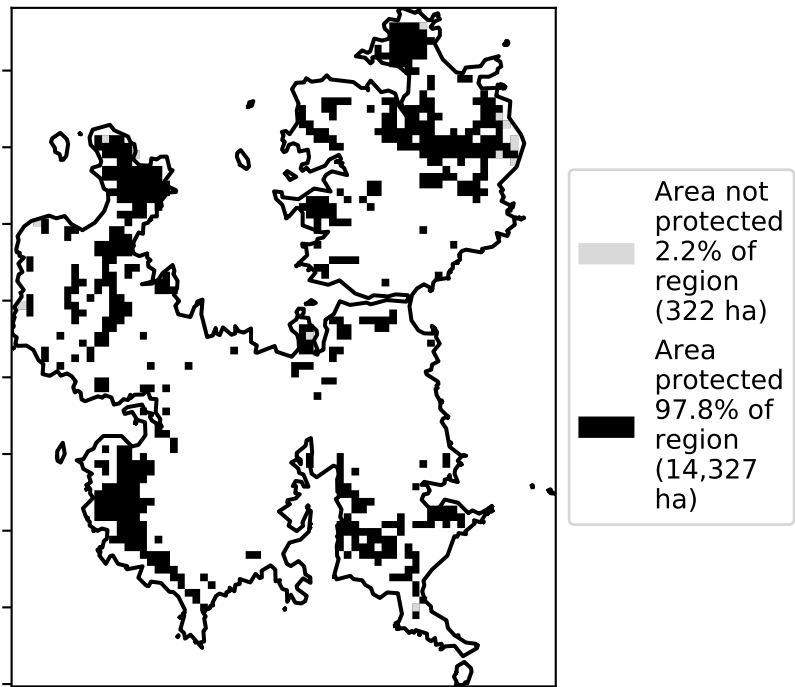 Area not
protected
2.2% of
region
(322 ha)
Area
protected
97.8% of
region
(14,327
ha)